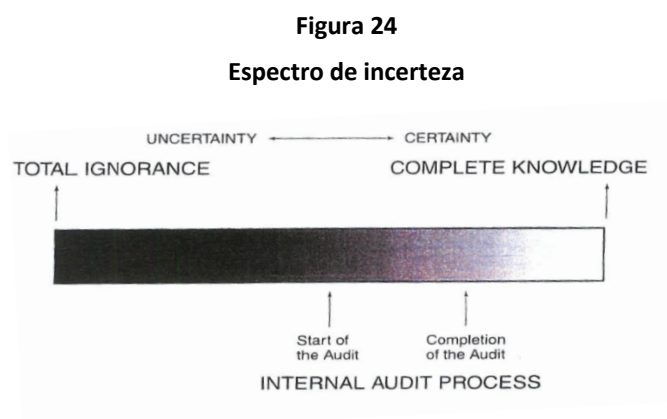 Figura 24
Espectro de incerteza
UNCERTAINTY
CERTAINTY
TOTAL IGNORANCE
COMPLETE KNOWLEDGE
Start of
the Audit
Completion
of the Audit
INTERNAL AUDIT PROCESS